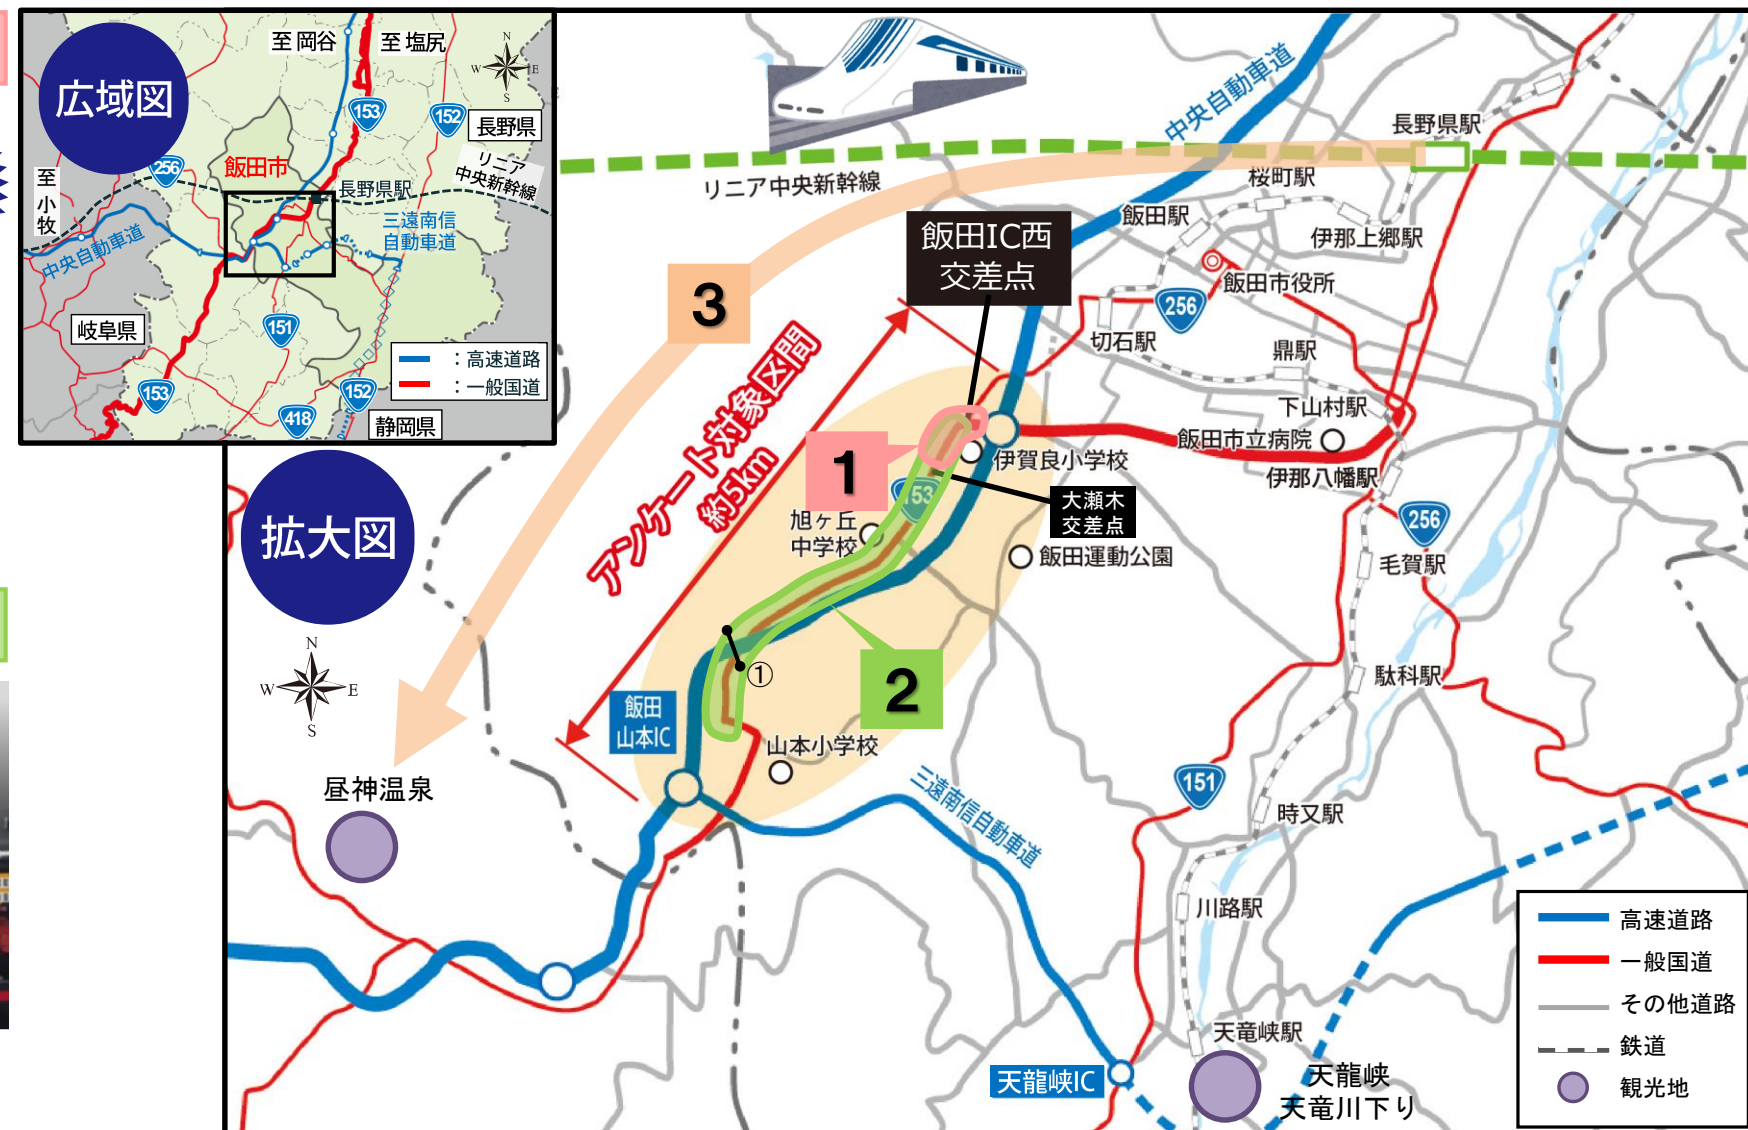 広域図
至 岡谷
至 塩尻
N
W
E
S
153
152
長野県
256
飯田市
リニア
中央新幹線
長野県駅
至
小
牧
中央自動車道
三遠南信
自動車道
岐阜県
151
：高速道路
：一般国道
153
152
418
静岡県
拡大図
N
W
E
S
リニア中央新幹線
中央自動車道
長野県駅
桜町駅
飯田駅
伊那上郷駅
飯田IC西
交差点
飯田市役所
3
256
切石駅
鼎駅
アンケート対象区間
約5km
下山村駅
飯田市立病院
伊那八幡駅
1
伊賀良小学校
153
大瀬木
交差点
旭ヶ丘
中学校
飯田運動公園
256
毛賀駅
①
2
駄科駅
飯田
山本IC
山本小学校
昼神温泉
三遠南信自動車道
151
時又駅
川路駅
天竜峡駅
天龍峡IC
天龍峡
天竜川下り
高速道路
一般国道
その他道路
鉄道
観光地